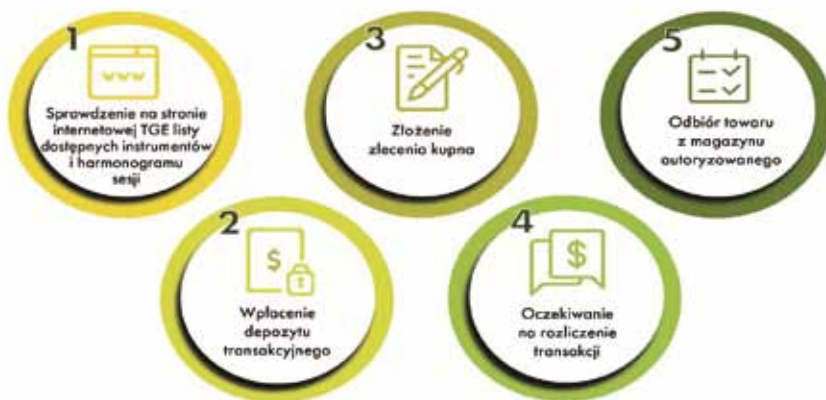 1
www
Sprawdzenie na stronie
internetowej TGE listy
dostępnych instrumentów
i harmonogramu
sesji
2
$
Wpłacenie
depozytu
transakcyjnego
3
Złożenie
zlecenia kupna
4
$
Oczekiwanie
na rozliczenie
transakcji
5
Odbiór towaru
z magazynu
autoryzowanego